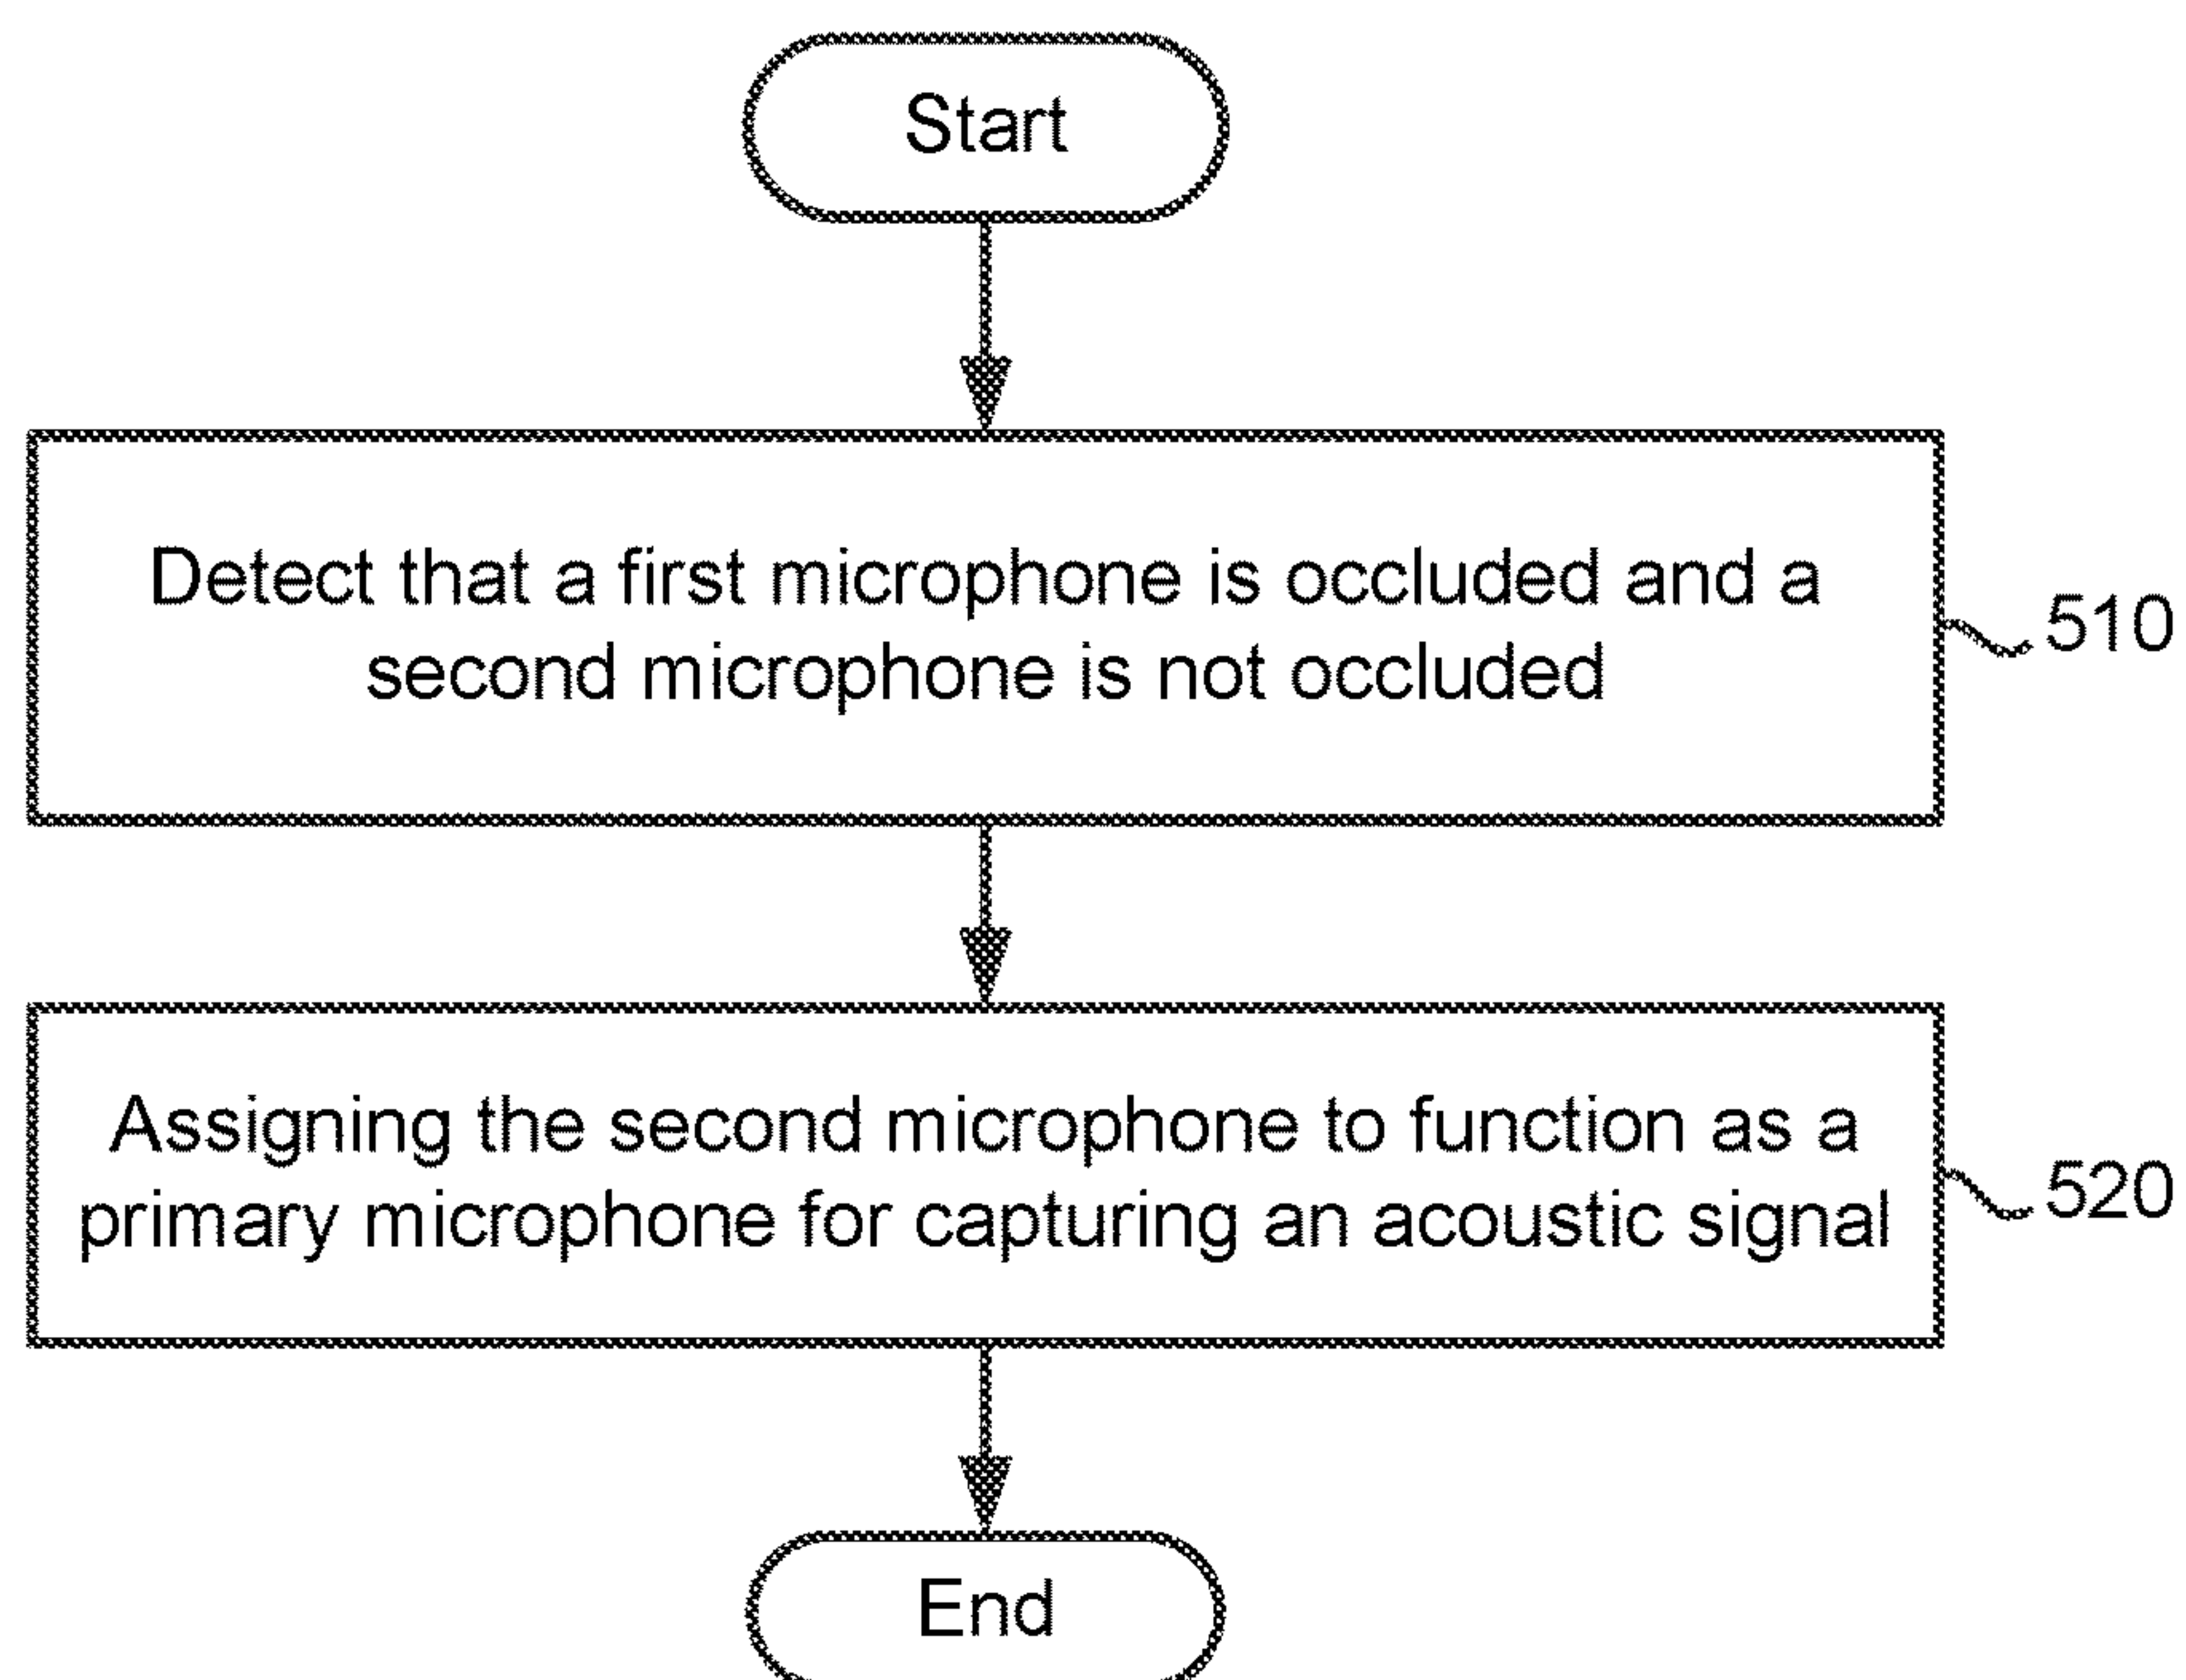 Start
Detect that a first microphone is occluded and a
second microphone is not occluded
510
Assigning the second microphone to function as a
primary microphone for capturing an acoustic signal
520
End